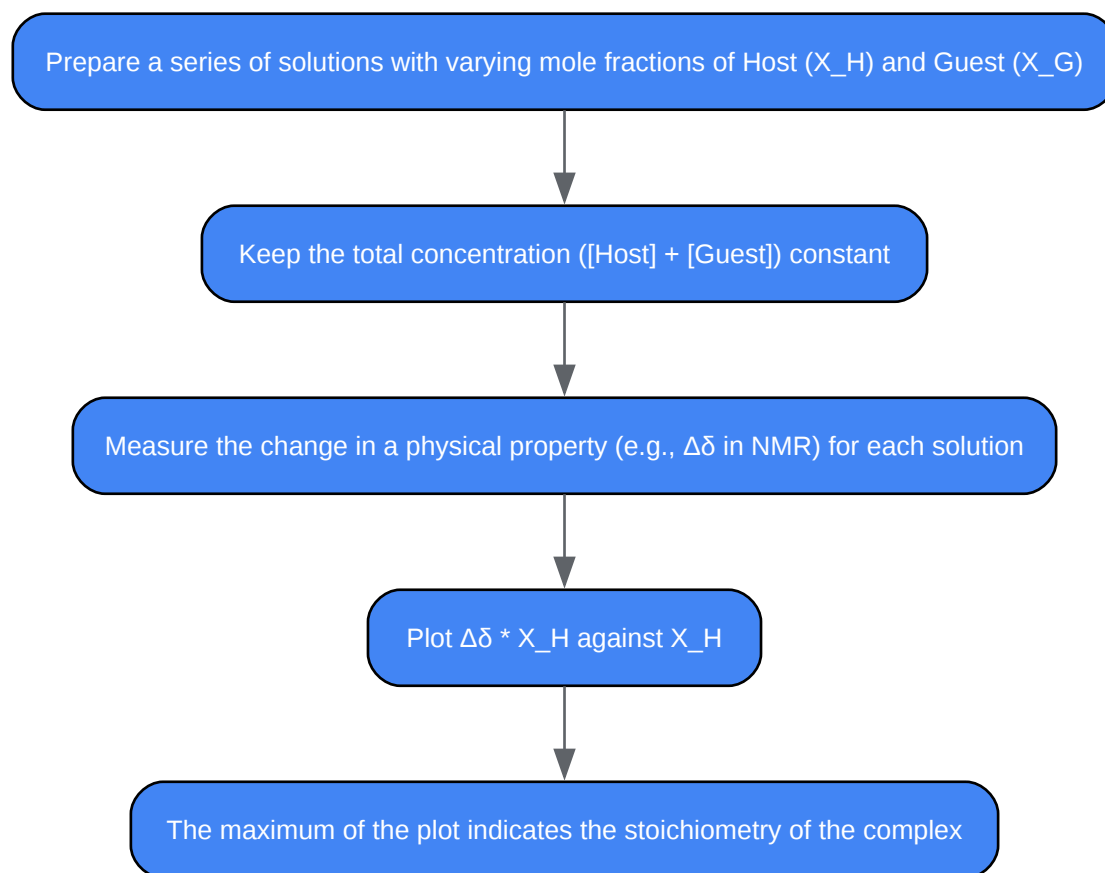 Prepare a series of solutions with varying mole fractions of Host (X_H) and Guest (X_G)
Keep the total concentration ([Host] + [Guest]) constant
Measure the change in a physical property (e.g., Δδ in NMR) for each solution
Plot Δδ * X_H against X_H
The maximum of the plot indicates the stoichiometry of the complex